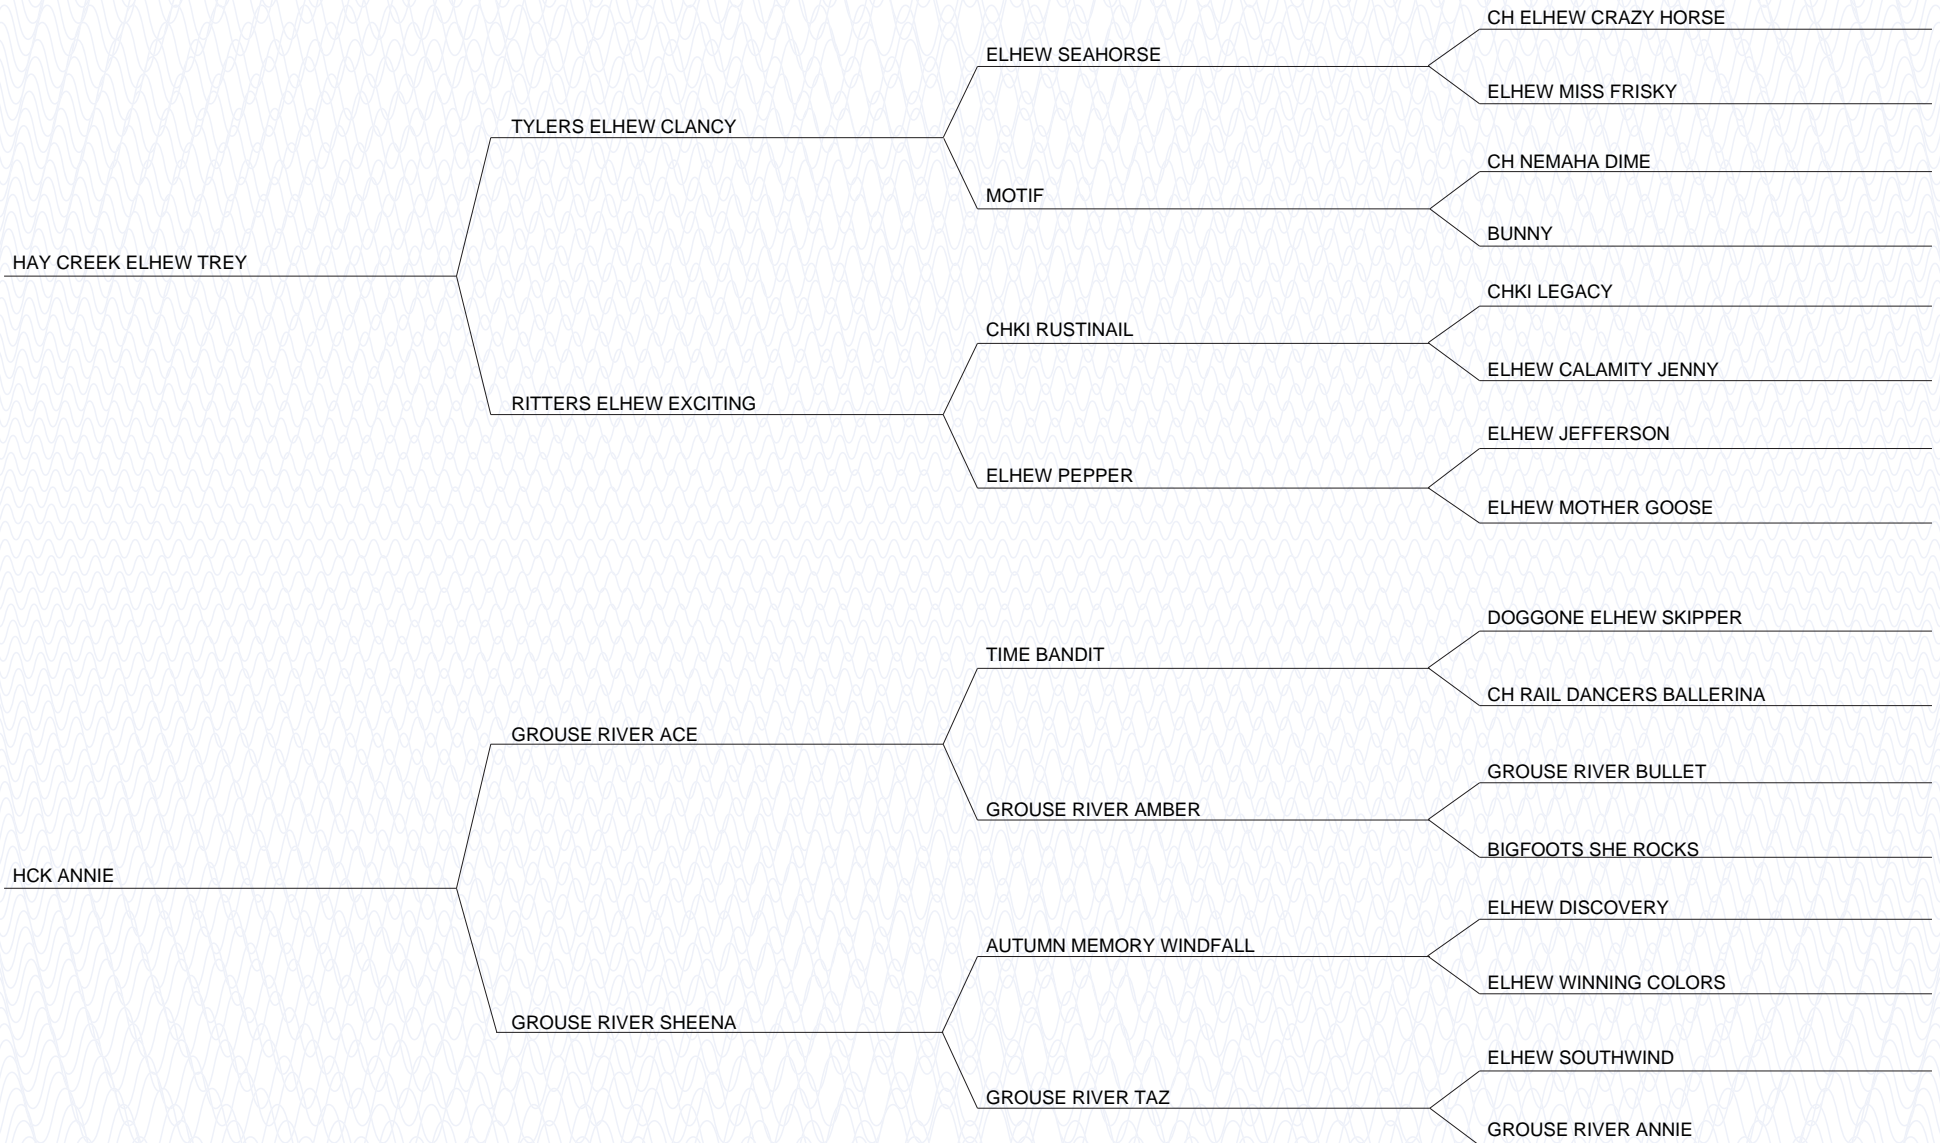 CH ELHEW CRAZY HORSE
ELHEW SEAHORSE
ELHEW MISS FRISKY
TYLERS ELHEW CLANCY
CH NEMAHA DIME
MOTIF
BUNNY
HAY CREEK ELHEW TREY
CHKI LEGACY
CHKI RUSTINAIL
ELHEW CALAMITY JENNY
RITTERS ELHEW EXCITING
ELHEW JEFFERSON
ELHEW PEPPER
ELHEW MOTHER GOOSE
DOGGONE ELHEW SKIPPER
TIME BANDIT
CH RAIL DANCERS BALLERINA
GROUSE RIVER ACE
GROUSE RIVER BULLET
GROUSE RIVER AMBER
BIGFOOTS SHE ROCKS
HCK ANNIE
ELHEW DISCOVERY
AUTUMN MEMORY WINDFALL
ELHEW WINNING COLORS
GROUSE RIVER SHEENA
ELHEW SOUTHWIND
GROUSE RIVER TAZ
GROUSE RIVER ANNIE